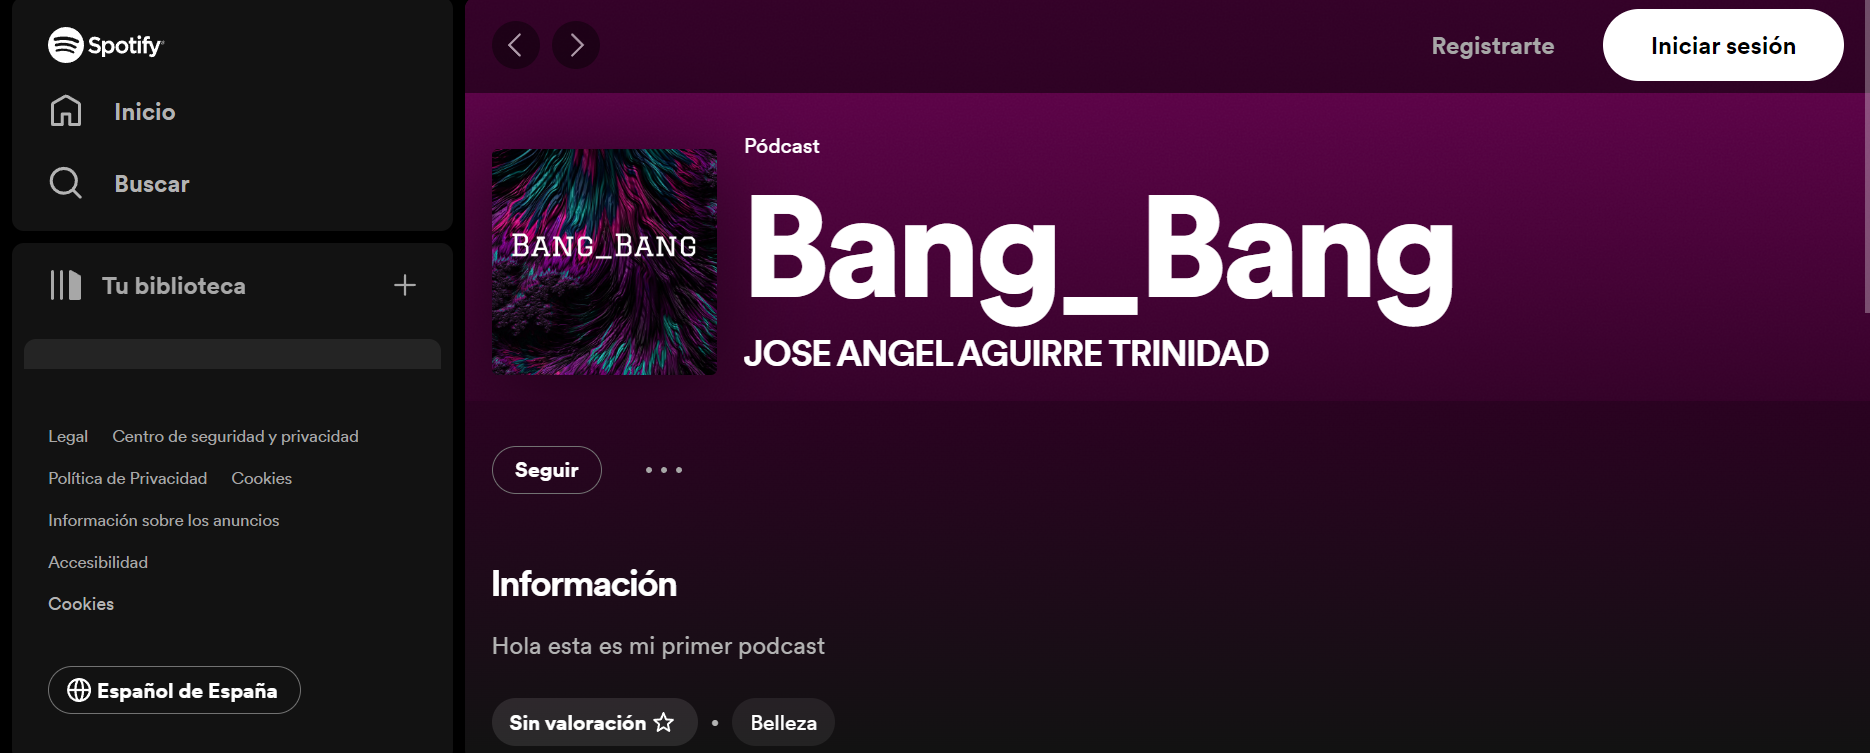 Spotify
Inicio
Buscar
Tu biblioteca
Legal Centro de seguridad y privacidad
Política de Privacidad Cookies
Información sobre los anuncios
Accesibilidad
Cookies
Español de España
Registrarte Iniciar sesión
BANG_BANG
Pódcast
Bang_Bang
JOSE ANGEL AGUIRRE TRINIDAD
Seguir
Información
Hola esta es mi primer podcast
Sin valoración • Belleza